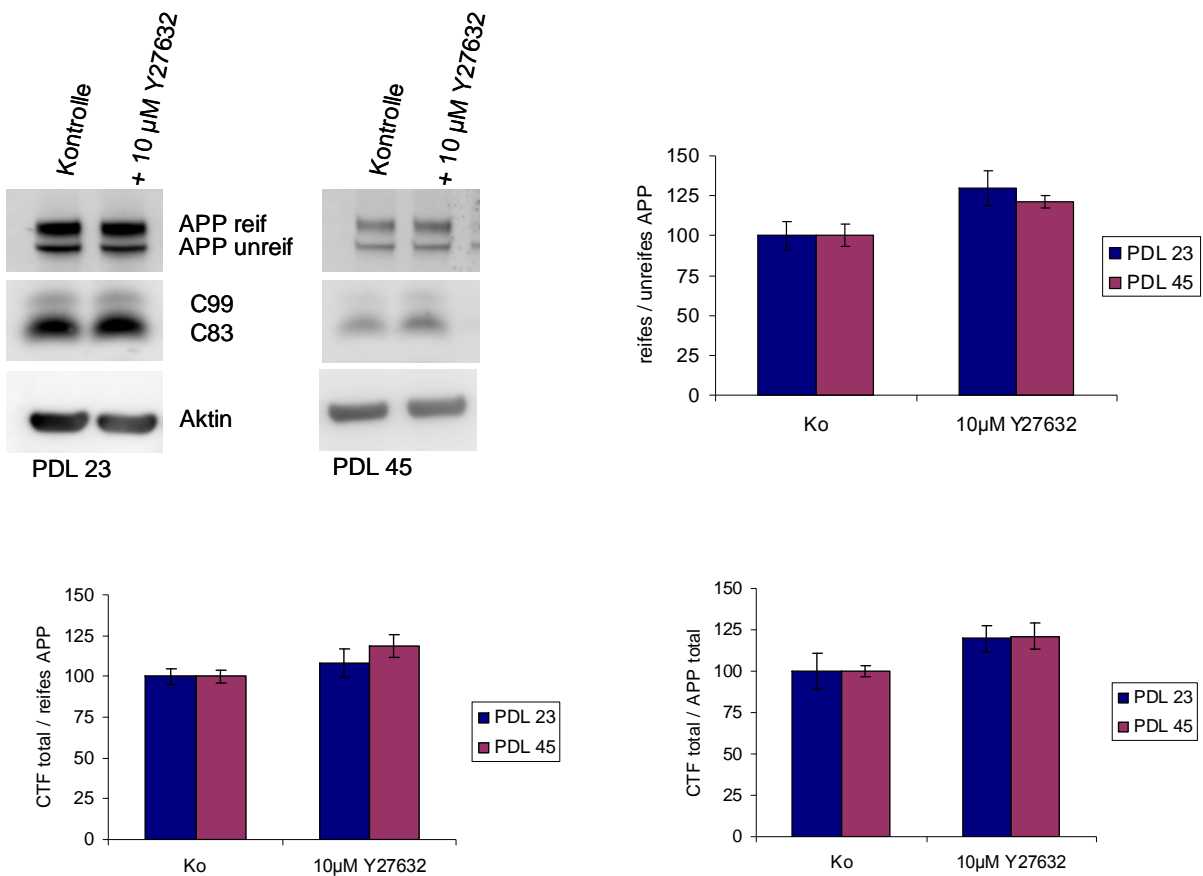 Kontrolle
+ 10 µM Y27632
Kontrolle
+ 10 µM Y27632
APP reif
APP unreif
C99
C83
Aktin
PDL 23
PDL 45
reifes / unreifes APP
150
125
100
75
50
25
0
Ko
10µM Y27632
PDL 23
PDL 45
CTF total / reifes APP
150
125
100
75
50
25
0
Ko
10µM Y27632
PDL 23
PDL 45
CTF total / APP total
150
125
100
75
50
25
0
Ko
10µM Y27632
PDL 23
PDL 45